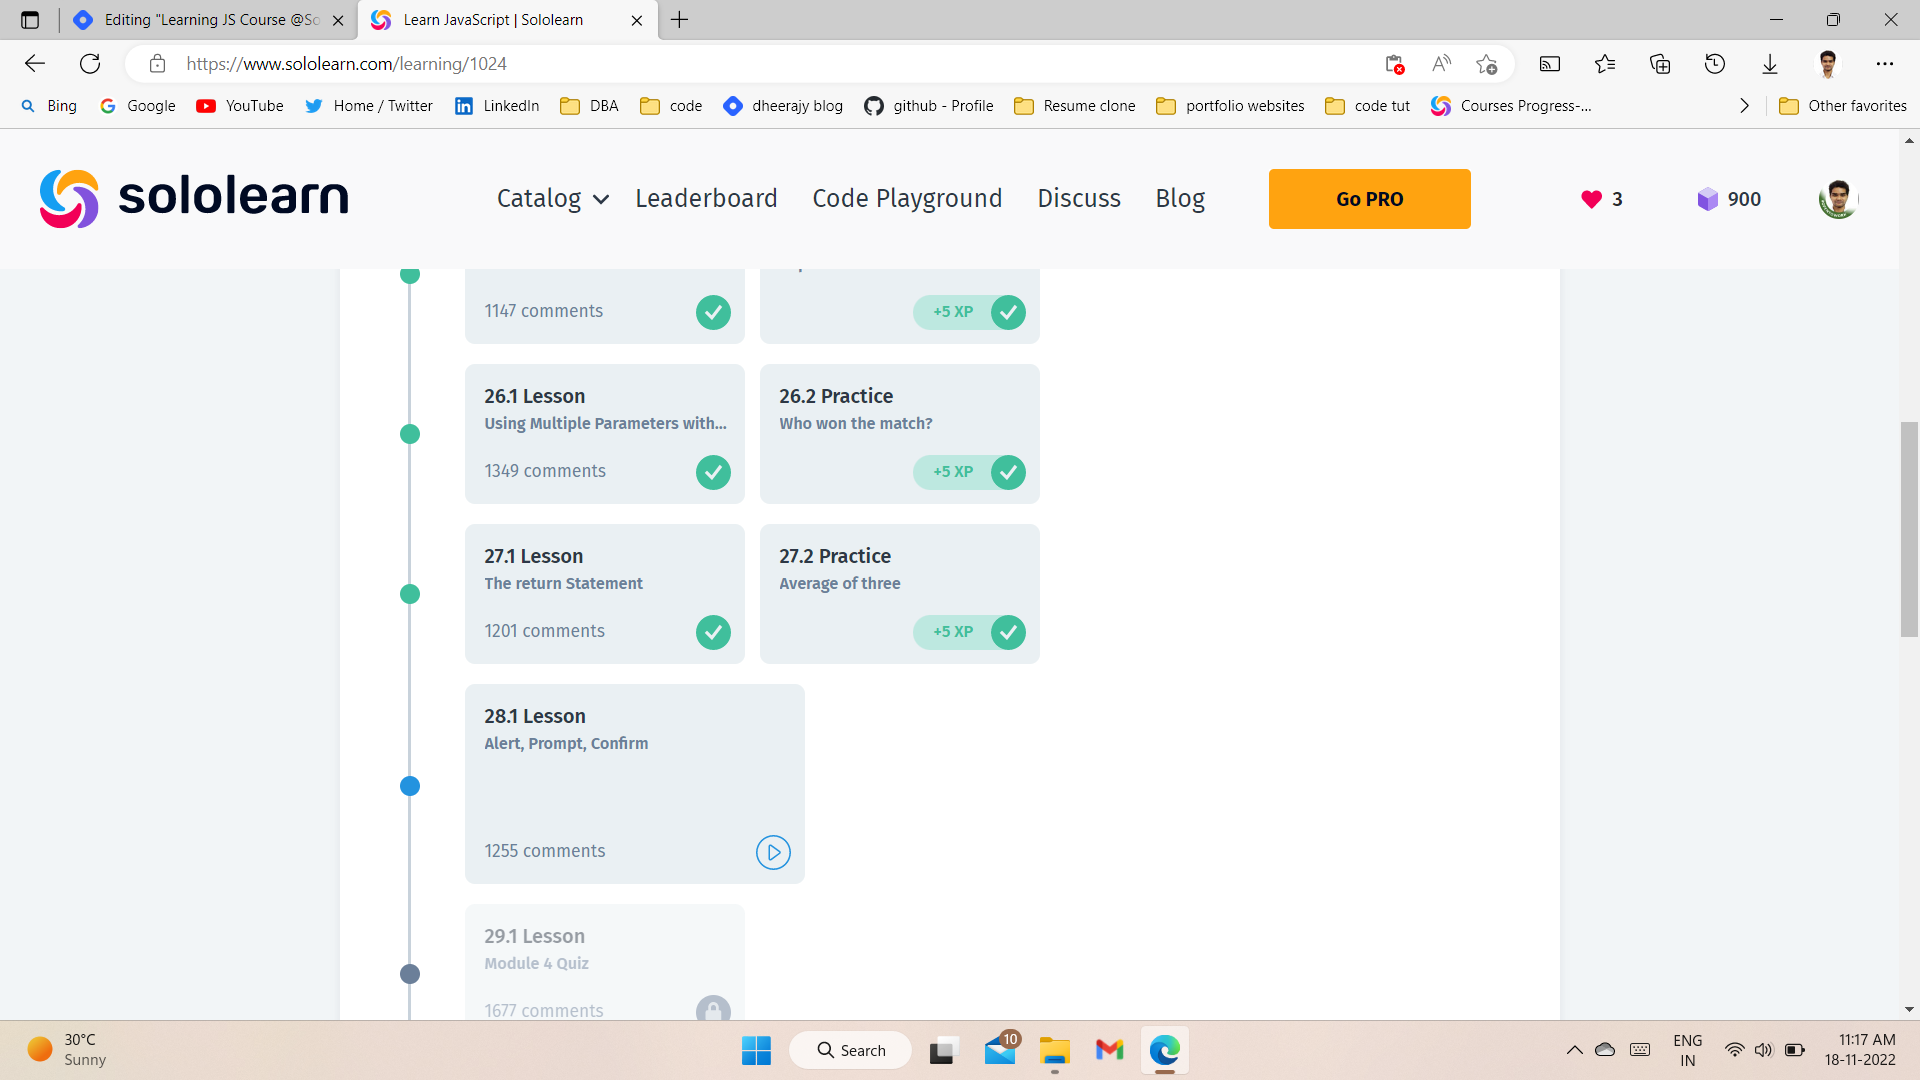 Editing "Learning JS Course @So
Learn JavaScript | Sololearn
https://www.sololearn.com/learning/1024
Bing
Google
YouTube
Home / Twitter
LinkedIn
DBA
code
dheerajy blog
github - Profile
Resume clone
portfolio websites
code tut
Courses Progress-...
Other favorites
sololearn
Catalog
Leaderboard
Code Playground
Discuss
Blog
Go PRO
3
900
1147 comments
+5 XP
26.1 Lesson
Using Multiple Parameters with...
1349 comments
26.2 Practice
Who won the match?
+5 XP
27.1 Lesson
The return Statement
1201 comments
27.2 Practice
Average of three
+5 XP
28.1 Lesson
Alert, Prompt, Confirm
1255 comments
29.1 Lesson
Module 4 Quiz
1677 comments
30°C
Sunny
Search
10
ENG
IN
11:17 AM
18-11-2022